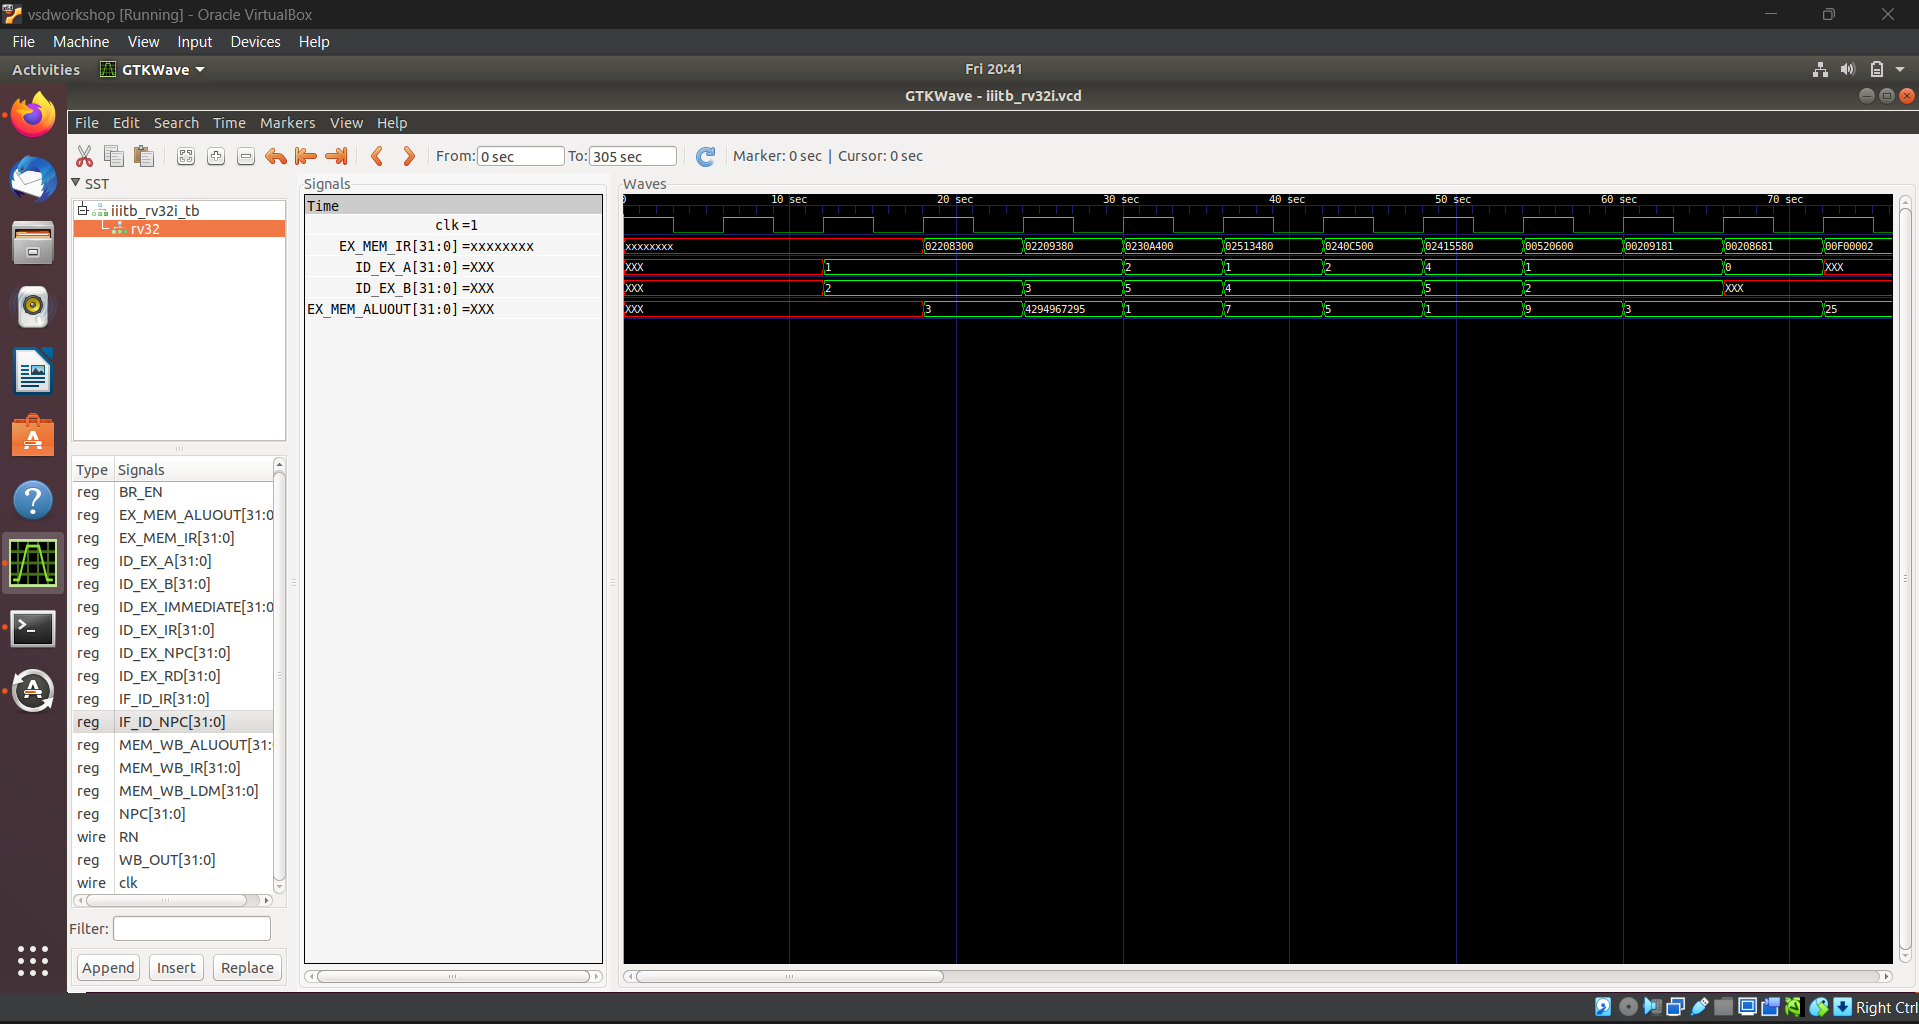 vsdworkshop [Running] - Oracle VirtualBox
File Machine View Input Devices Help
Activities GTKWave Fri 20:41
GTKWave - iiitb_rv32i.vcd
File Edit Search Time Markers View Help
From: 0 sec To: 305 sec Marker: 0 sec | Cursor: 0 sec
SST
iiitb_rv32i_tb
rv32
Type Signals
reg BR_EN
reg EX_MEM_ALUOUT[31:0
reg EX_MEM_IR[31:0]
reg ID_EX_A[31:0]
reg ID_EX_B[31:0]
reg ID_EX_IMMEDIATE[31:0
reg ID_EX_IR[31:0]
reg ID_EX_NPC[31:0]
reg ID_EX_RD[31:0]
reg IF_ID_IR[31:0]
reg IF_ID_NPC[31:0]
reg MEM_WB_ALUOUT[31:
reg MEM_WB_IR[31:0]
reg MEM_WB_LDM[31:0]
reg NPC[31:0]
wire RN
reg WB_OUT[31:0]
wire clk
Filter:
Append Insert Replace
Signals
Time
clk =1
EX_MEM_IR[31:0] =xxxxxxxx
ID_EX_A[31:0] =XXX
ID_EX_B[31:0] =XXX
EX_MEM_ALUOUT[31:0] =XXX
Waves
0 10 sec 20 sec 30 sec 40 sec 50 sec 60 sec 70 sec
xxxxxxxx 02208300 02209380 0230A400 02513480 0240C500 02415580 00520600 00209181 00208681 00F00002
XXX 1 2 1 2 4 1 0 XXX
XXX 2 3 5 4 5 2 XXX
XXX 3 4294967295 1 7 5 1 9 3 25
Right Ctrl